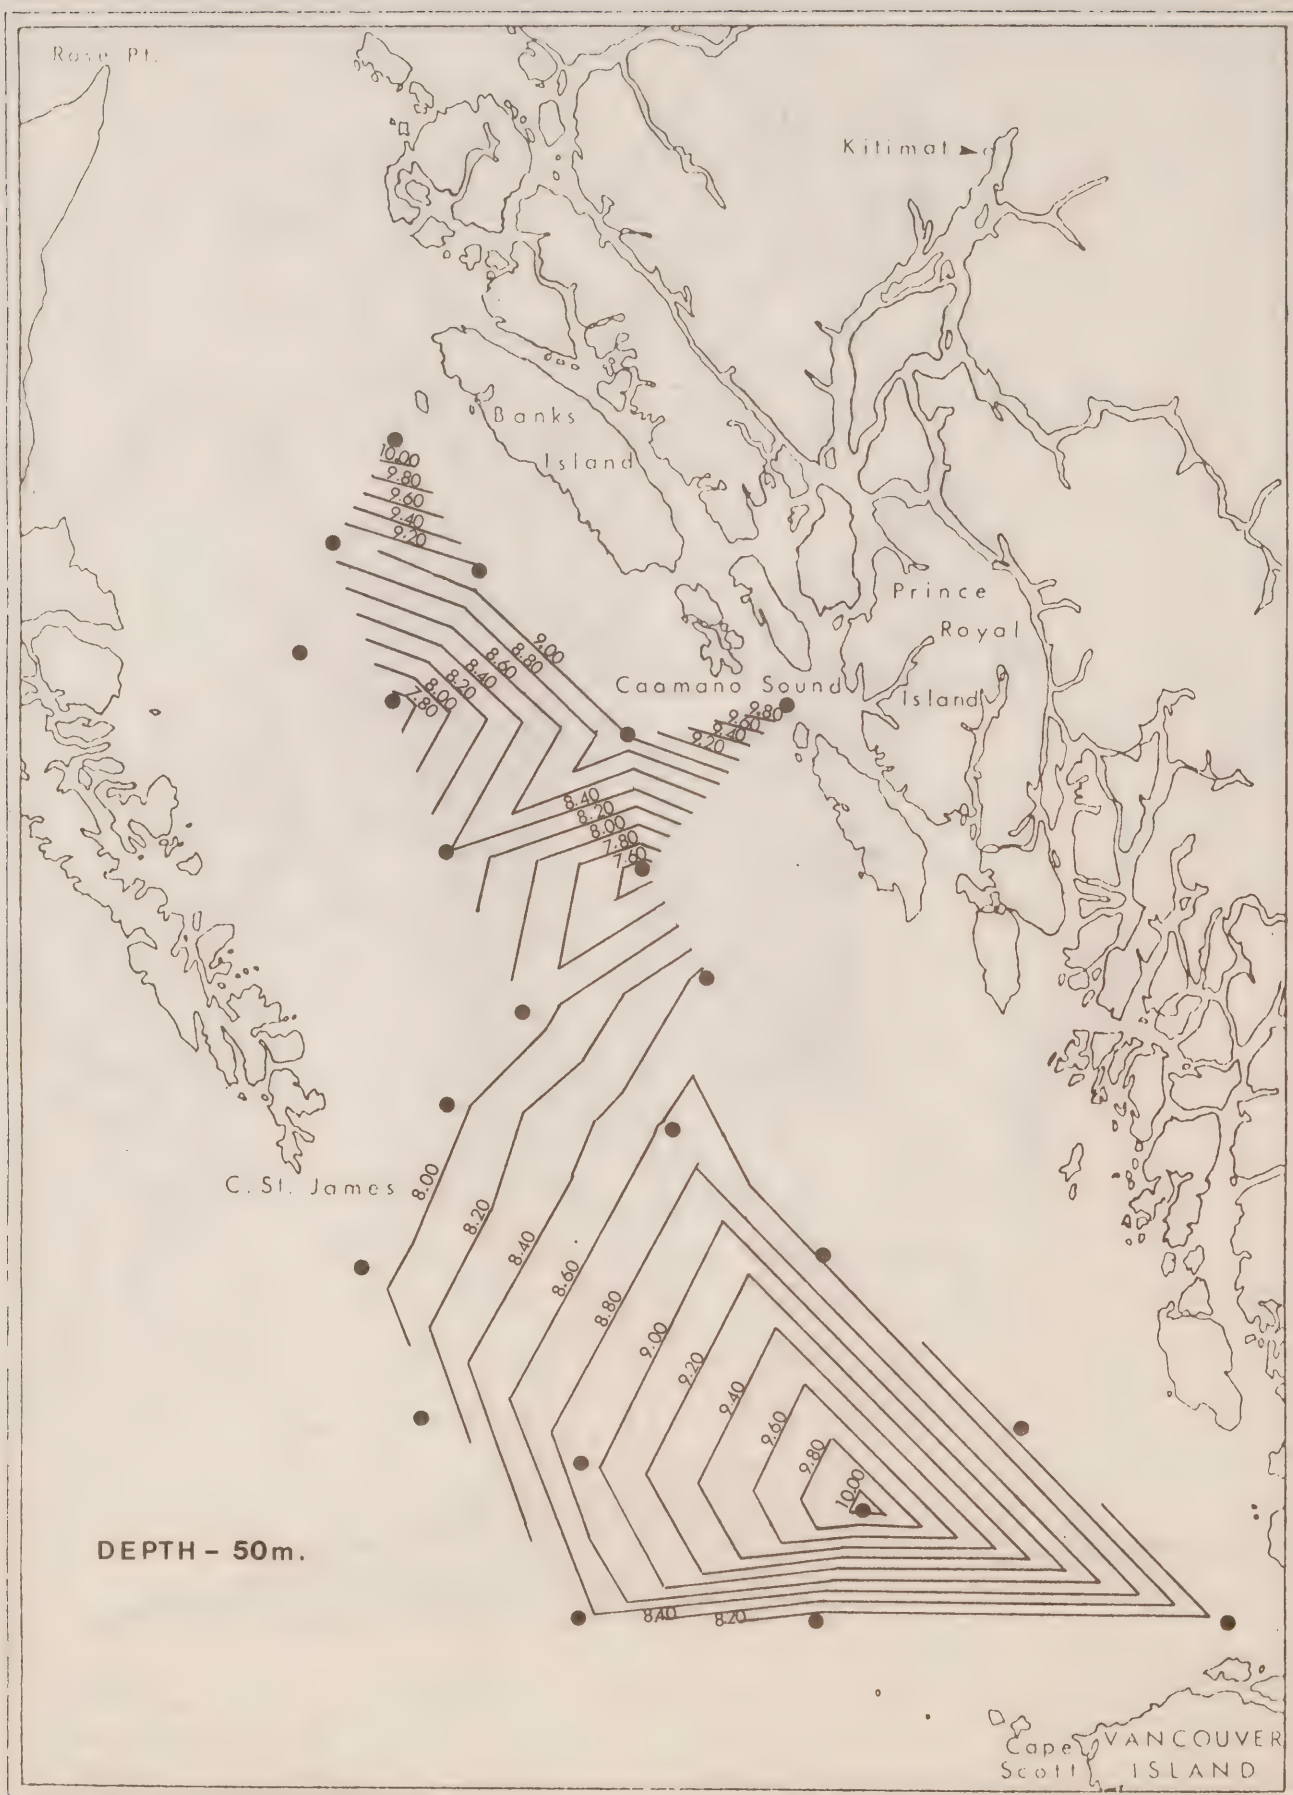 Rose Pt.
Kitimat
Banks
Island
10.00
9.80
9.60
9.40
9.20
Prince
Royal
Island
9.00
8.80
8.60
8.40
8.20
8.00
7.80
Caamano Sound
9.80
9.60
9.40
9.20
8.40
8.20
8.00
7.80
7.60
C. St. James
8.00
8.20
8.40
8.60
8.80
9.00
9.20
9.40
9.60
9.80
10.00
DEPTH – 50m.
8.40
8.20
Cape
Scott
VANCOUVER
ISLAND